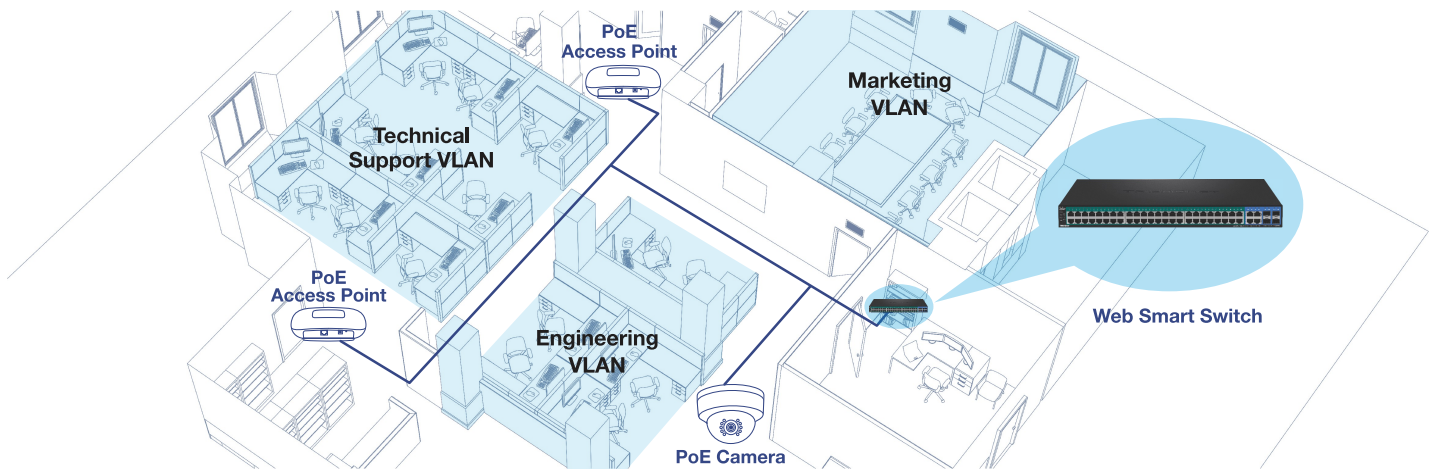 PoE
Access Point
Marketing
VLAN
Technical
Support VLAN
PoE
Access Point
Engineering
VLAN
Web Smart Switch
PoE Camera